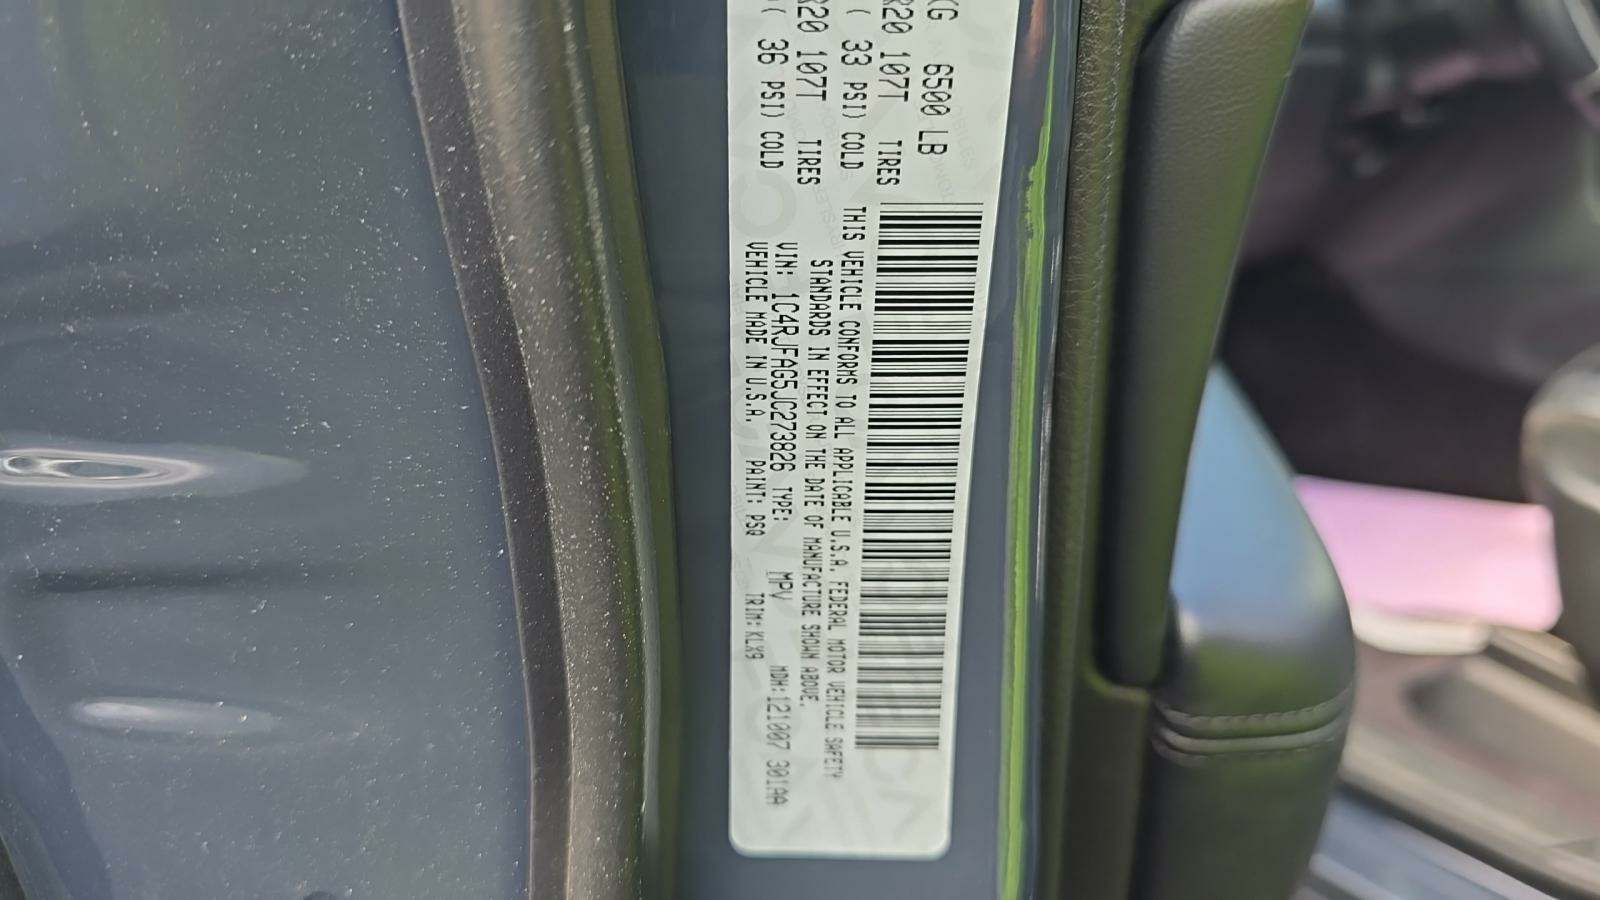 KG 6500 LB
R20 107T TIRES
( 33 PSI) COLD
R20 107T TIRES
( 36 PSI) COLD
THIS VEHICLE CONFORMS TO ALL APPLICABLE U.S.A. FEDERAL MOTOR VEHICLE SAFETY
STANDARDS IN EFFECT ON THE DATE OF MANUFACTURE SHOWN ABOVE.
VIN: 1C4RJFAG5JC273826 TYPE: MPV MDH:121007 301AA
VEHICLE MADE IN U.S.A. PAINT: PSQ TRIM: KLX9